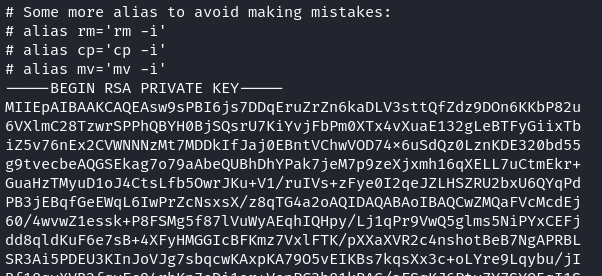 # Some more alias to avoid making mistakes:
# alias rm='rm -i'
# alias cp='cp -i'
# alias mv='mv -i'
-----BEGIN RSA PRIVATE KEY-----
MIIEpAIBAAKCAQEAsw9sPBI6js7DDqEruZrZn6kaDLV3sttQfZdz9DOn6KKbP82u
6VXlmC28TzwrSPPhQBYH0BjSQsrU7KiYvjFbPm0XTx4vXuaE132gLeBTFyGiixTb
iZ5v76nEx2CVWNNNzMt7MDDkIfJaj0EBntVChwVOD74×6uSdQz0LznKDE320bd55
g9tvecbeAQGSEkag7o79aAbeQUBhDhYPak7jeM7p9zeXjxmh16qXELL7uCtmEkr+
GuaHzTMyuD1oJ4CtsLfb5OwrJKu+V1/ruIVs+zFye0I2qeJZLHSZRU2bxU6QYqPd
PB3jEBqfGeEWqL6IwPrZcNsxsX/z8qTG4a2oAQIDAQABAoIBAQCwZMQaFVcMcdEj
60/4wvwZ1essk+P8FSMg5f87lVuWyAEqhIQHpy/Lj1qPr9VwQ5glms5NiPYxCEFj
dd8qldKuF6e7sB+4XFyHMGGIcBFKmz7VxlFTK/pXXaXVR2c4nshotBeB7NgAPRBL
SR3Ai5PDEU3KInJoVJg7sbqcwKAxpKA79O5vEIKBs7kqsXx3c+oLYre9Lqybu/jI